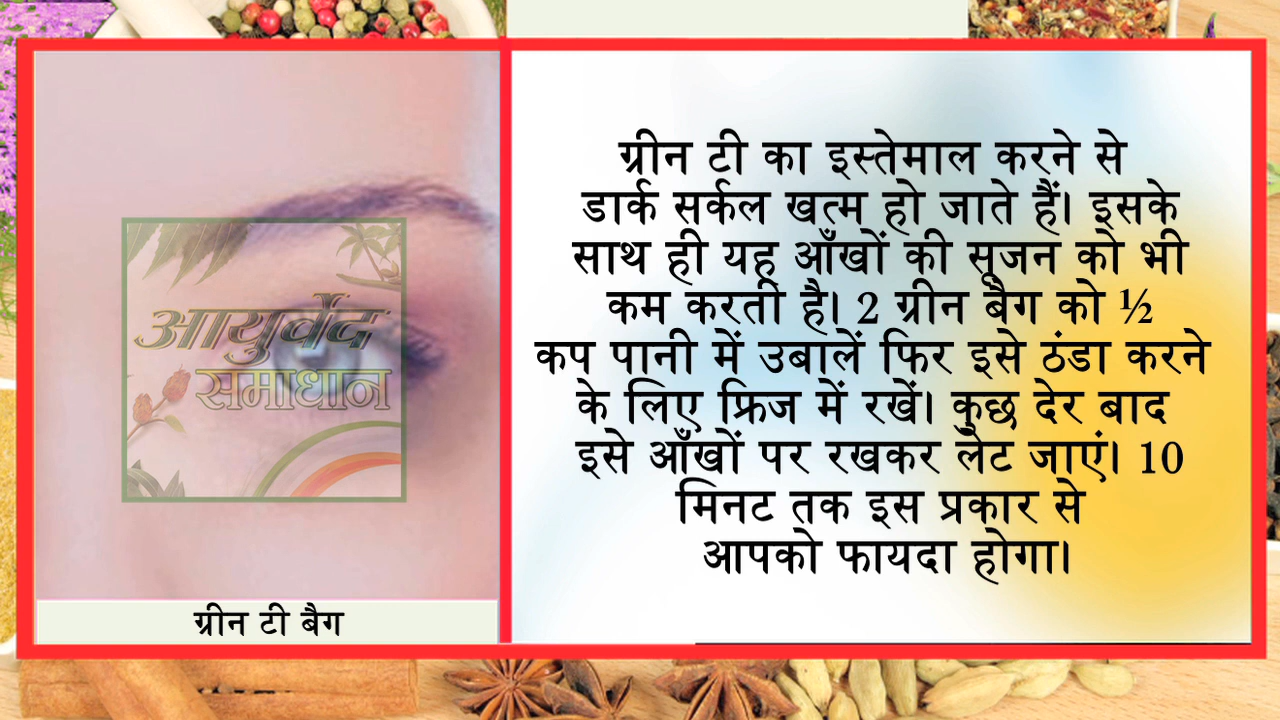 ग्रीन टी का इस्तेमाल करने से
डार्क सर्कल खत्म हो जाते हैं। इसके
साथ ही यह आँखों की सूजन को भी
कम करती है। 2 ग्रीन बैग को ½
कप पानी में उबालें फिर इसे ठंडा करने
के लिए फ्रिज में रखें। कुछ देर बाद
इसे आँखों पर रखकर लेट जाएं। 10
मिनट तक इस प्रकार से
आपको फायदा होगा।
आयुर्वेद
समाधान
ग्रीन टी बैग